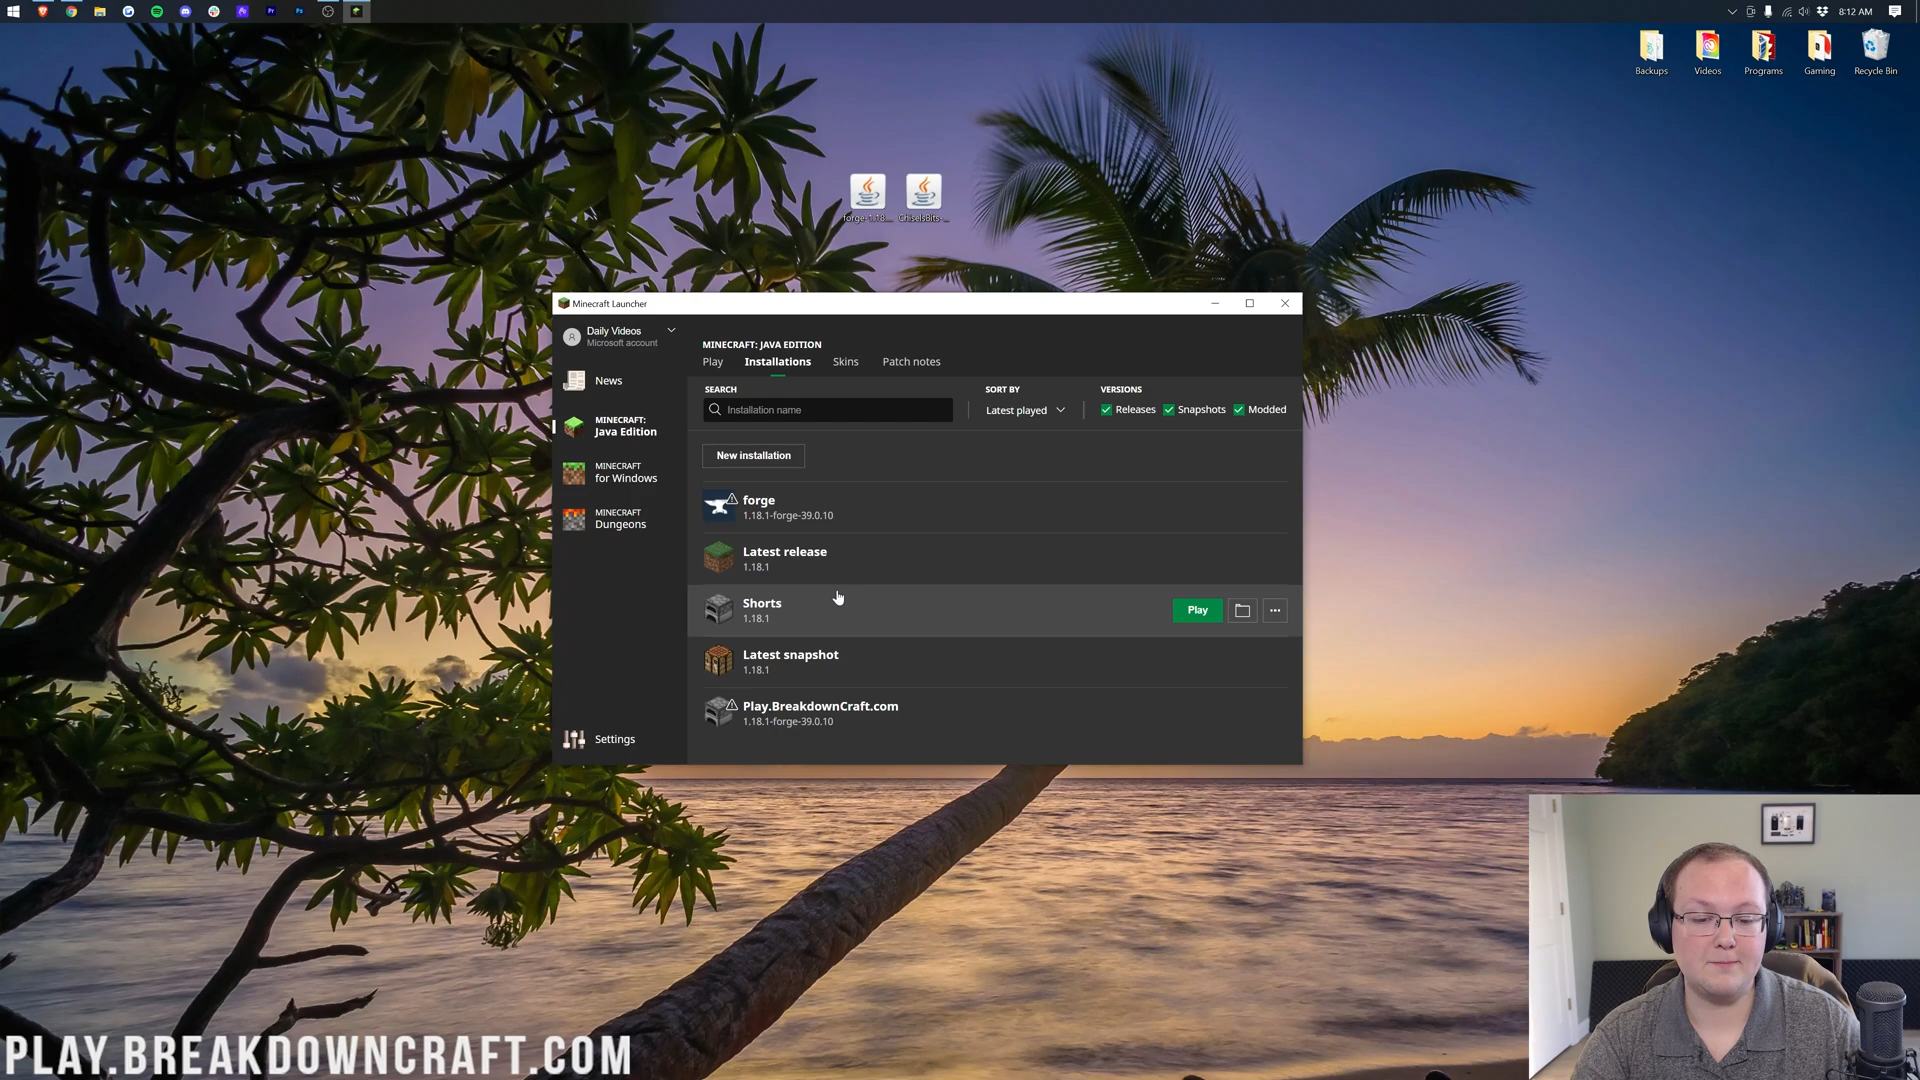 8:12 AM
Backups
Videos
Programs
Gaming
Recycle Bin
forge-1.18...
ChiselsBits-...
Minecraft Launcher
Daily Videos
Microsoft account
News
MINECRAFT:
Java Edition
MINECRAFT
for Windows
MINECRAFT
Dungeons
Settings
MINECRAFT: JAVA EDITION
Play
Installations
Skins
Patch notes
SEARCH
Installation name
SORT BY
Latest played
VERSIONS
Releases
Snapshots
Modded
New installation
forge
1.18.1-forge-39.0.10
Latest release
1.18.1
Shorts
1.18.1
Play
Latest snapshot
1.18.1
Play.BreakdownCraft.com
1.18.1-forge-39.0.10
PLAY.BREAKDOWNCRAFT.COM